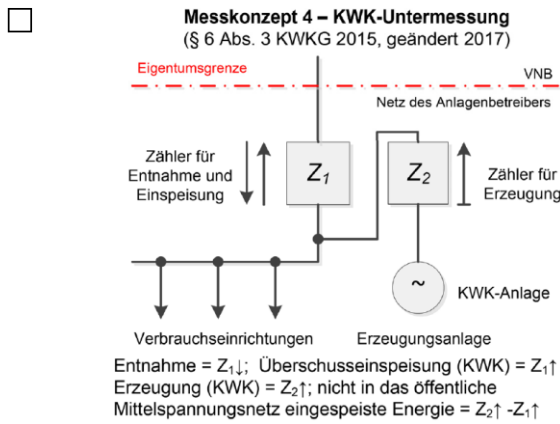 Messkonzept 4 – KWK-Untermessung
(§ 6 Abs. 3 KWKG 2015, geändert 2017)
Eigentumsgrenze
VNB
Netz des Anlagenbetreibers
Zähler für
Entnahme und
Einspeisung
Z1
Z2
Zähler für
Erzeugung
~
KWK-Anlage
Verbrauchseinrichtungen
Erzeugungsanlage
Entnahme = Z1↓; Überschusseinspeisung (KWK) = Z1↑
Erzeugung (KWK) = Z2↑; nicht in das öffentliche
Mittelspannungsnetz eingespeiste Energie = Z2↑ -Z1↑